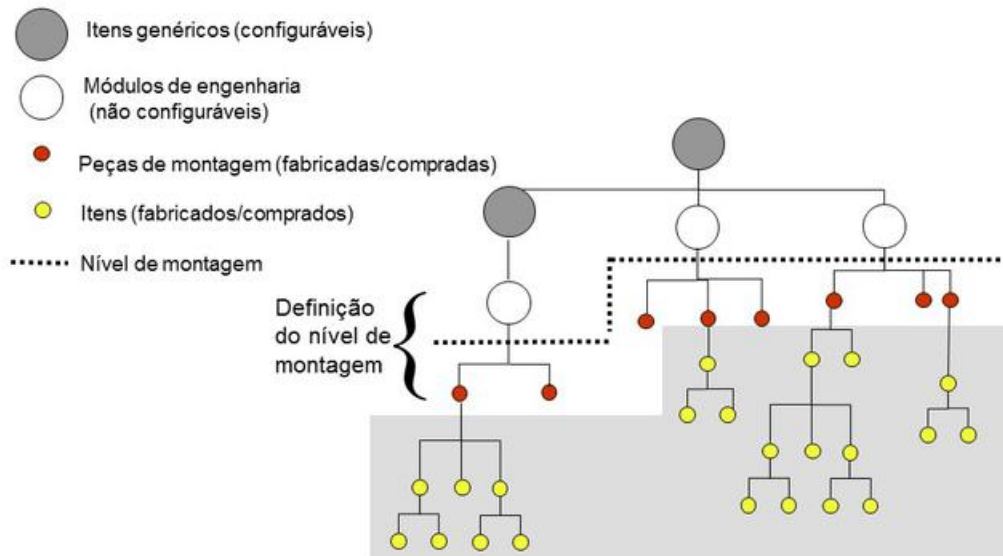 Itens genéricos (configuráveis)
Módulos de engenharia
(não configuráveis)
Peças de montagem (fabricadas/compradas)
Itens (fabricados/comprados)
Nível de montagem
Definição
do nível de
montagem